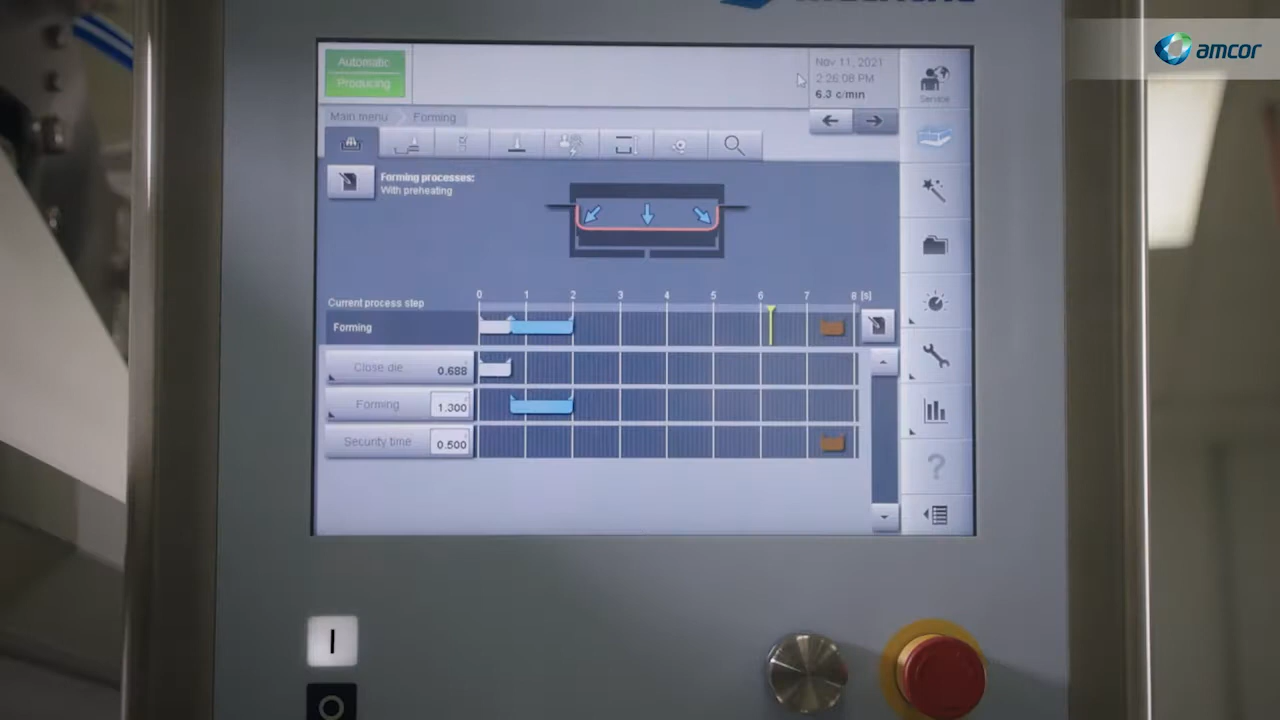 amcor
Automatic
Producing
Nov 11, 2021
2:26:08 PM
6.3 c/min
Service
Main menu
Forming
Forming processes:
With preheating
0 1 2 3 4 5 6 7 8 [s]
Current process step
Forming
Close die 0.688
Forming 1.300
Security time 0.500